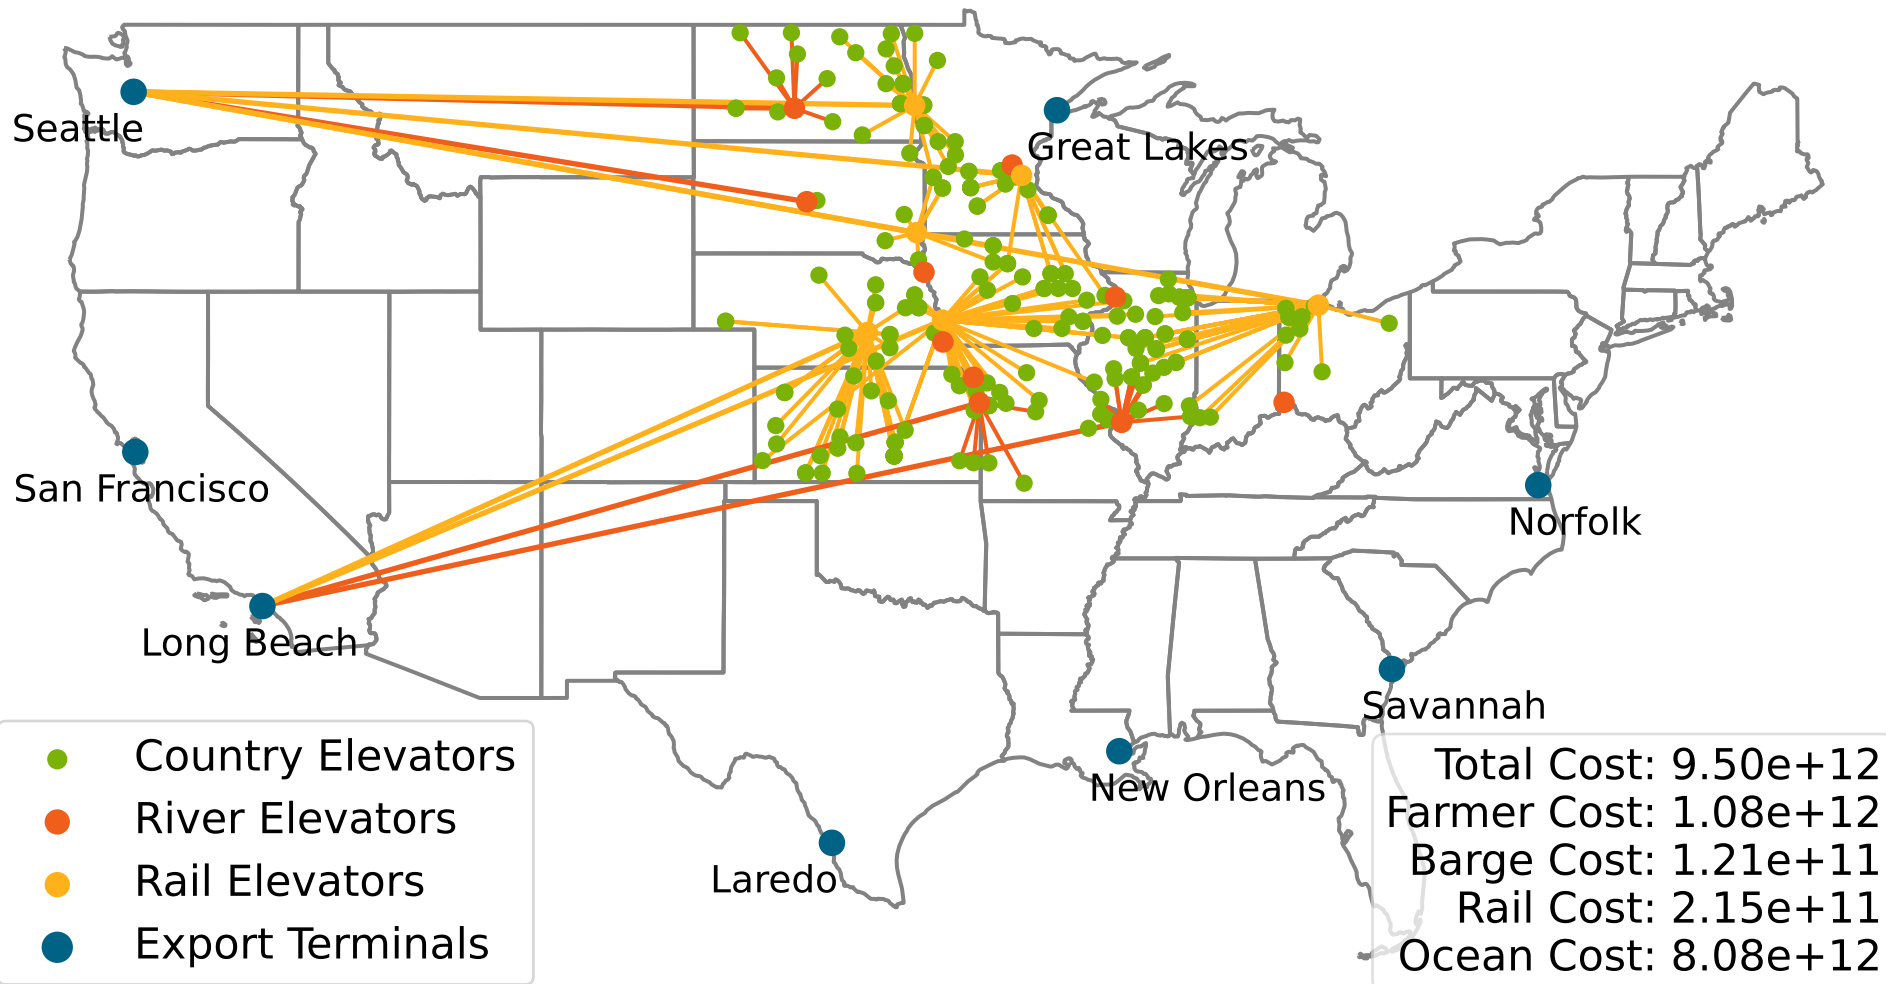 Seattle
Great Lakes
San Francisco
Norfolk
Long Beach
Savannah
New Orleans
Laredo
Country Elevators
River Elevators
Rail Elevators
Export Terminals
Total Cost: 9.50e+12
Farmer Cost: 1.08e+12
Barge Cost: 1.21e+11
Rail Cost: 2.15e+11
Ocean Cost: 8.08e+12